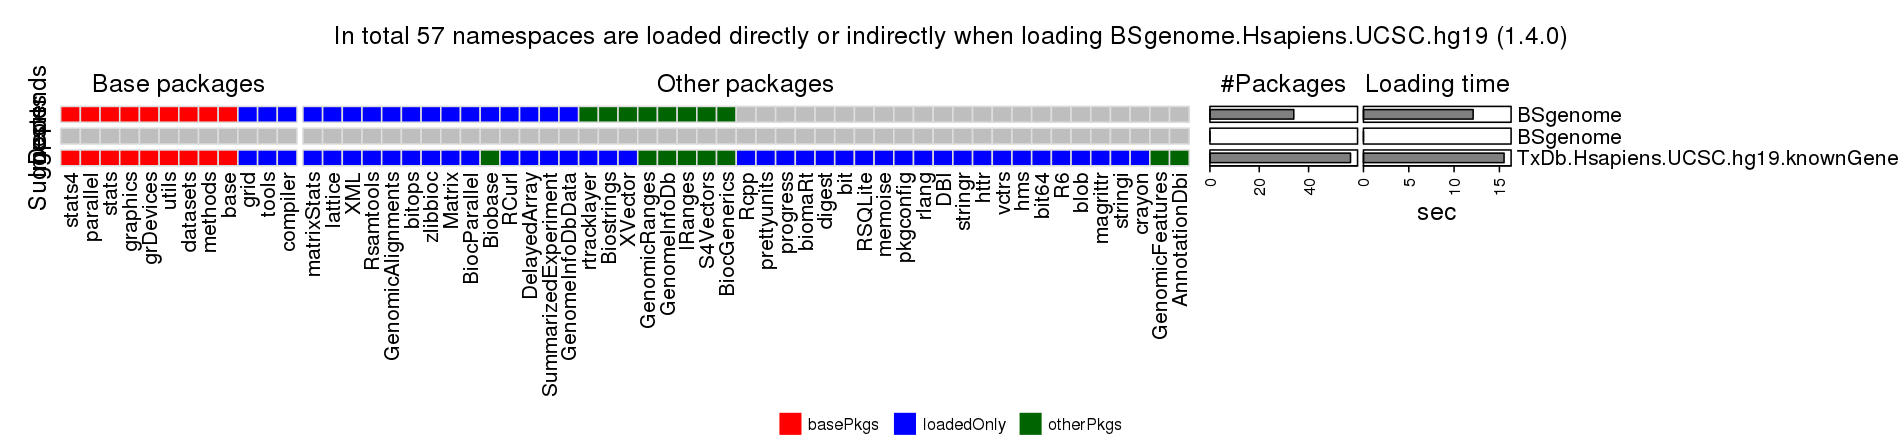 In total 57 namespaces are loaded directly or indirectly when loading BSgenome.Hsapiens.UCSC.hg19 (1.4.0)
Base packages
Other packages
#Packages
Loading time
BSgenome
BSgenome
TxDb.Hsapiens.UCSC.hg19.knownGene
stats4
parallel
stats
graphics
grDevices
utils
datasets
methods
base
grid
tools
compiler
matrixStats
lattice
XML
Rsamtools
GenomicAlignments
bitops
zlibbioc
Matrix
BiocParallel
Biobase
RCurl
DelayedArray
SummarizedExperiment
GenomeInfoDbData
rtracklayer
Biostrings
XVector
GenomicRanges
GenomeInfoDb
IRanges
S4Vectors
BiocGenerics
Rcpp
prettyunits
progress
biomaRt
digest
bit
RSQLite
memoise
pkgconfig
rlang
DBI
stringr
httr
vctrs
hms
bit64
R6
blob
magrittr
stringi
crayon
GenomicFeatures
AnnotationDbi
0
20
40
0
5
10
15
sec
basePkgs
loadedOnly
otherPkgs